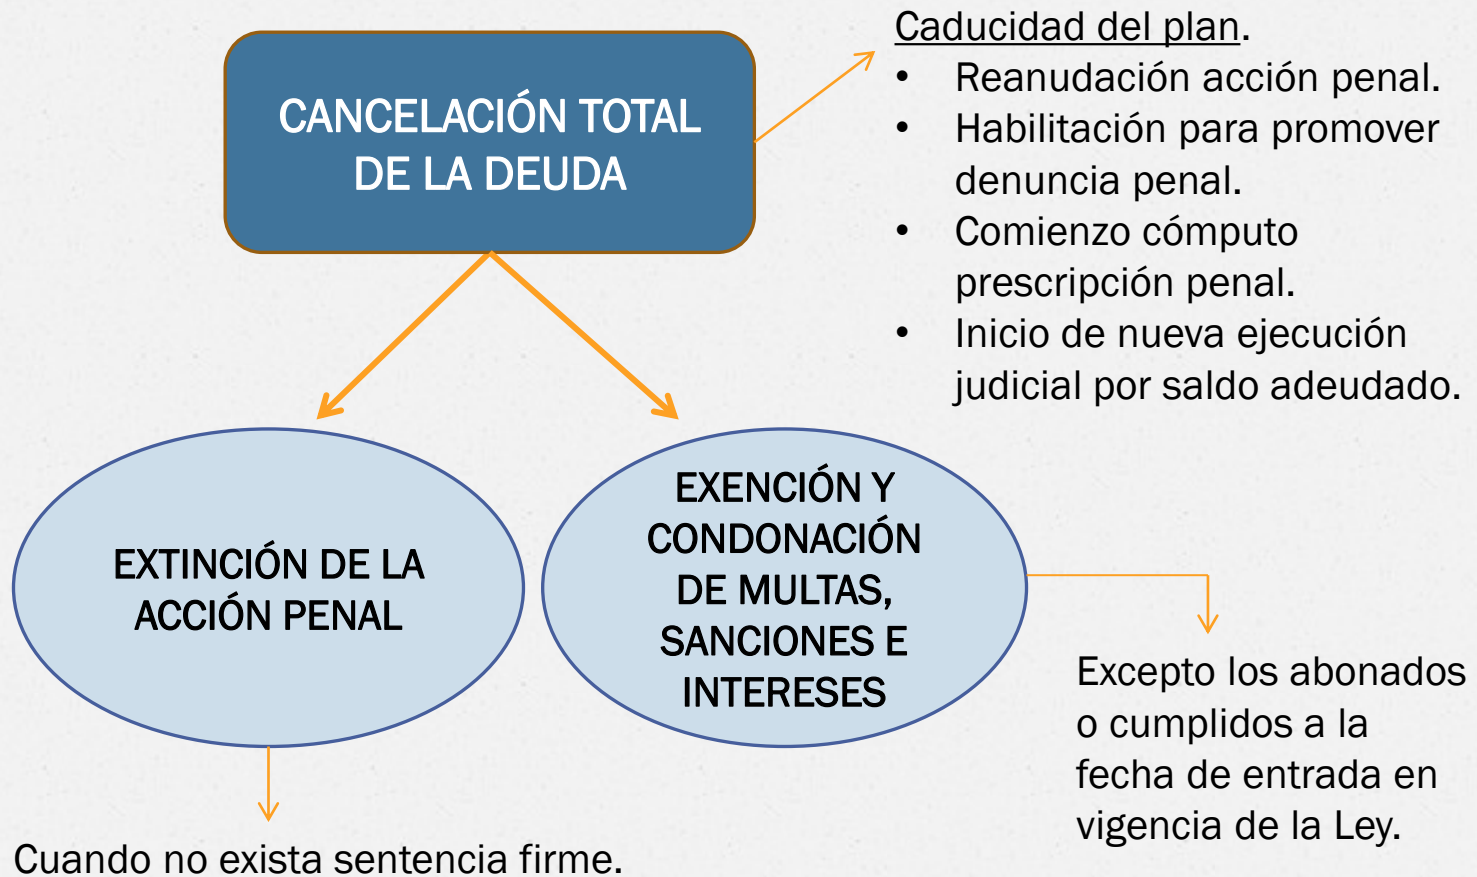 CANCELACIÓN TOTAL
DE LA DEUDA
Caducidad del plan.
• Reanudación acción penal.
• Habilitación para promover
denuncia penal.
• Comienzo cómputo
prescripción penal.
• Inicio de nueva ejecución
judicial por saldo adeudado.
EXTINCIÓN DE LA
ACCIÓN PENAL
EXENCIÓN Y
CONDONACIÓN
DE MULTAS,
SANCIONES E
INTERESES
Excepto los abonados
o cumplidos a la
fecha de entrada en
vigencia de la Ley.
Cuando no exista sentencia firme.